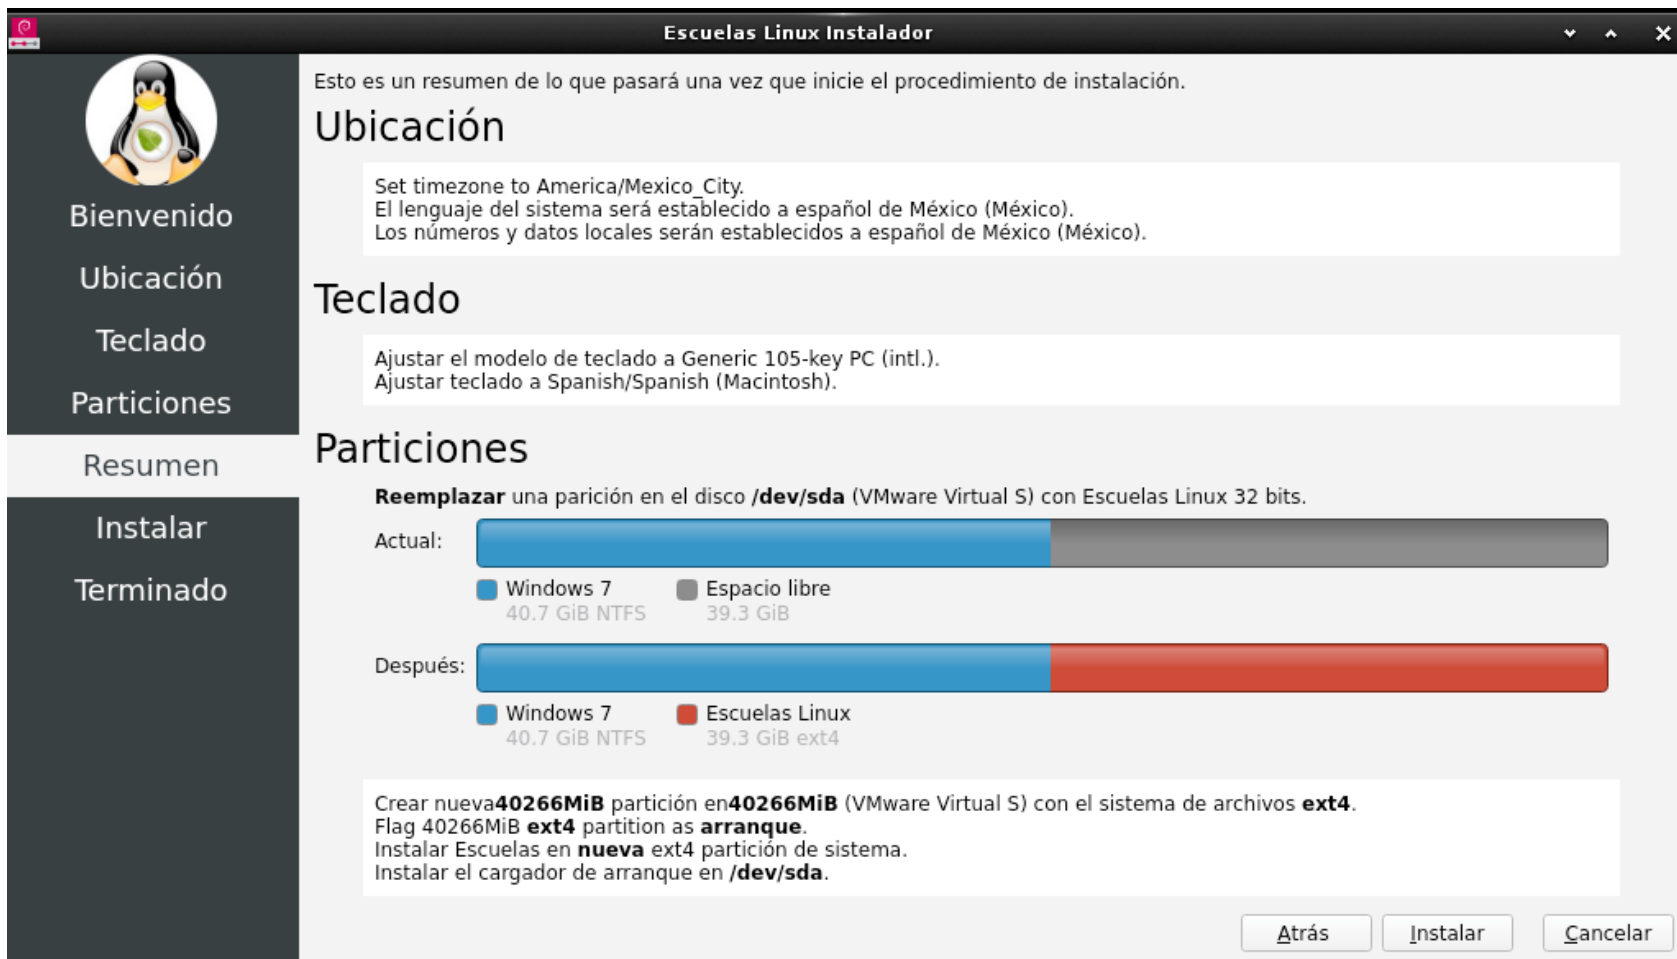 Escuelas Linux Instalador
Bienvenido
Ubicación
Teclado
Particiones
Resumen
Instalar
Terminado
Esto es un resumen de lo que pasará una vez que inicie el procedimiento de instalación.
Ubicación
Set timezone to America/Mexico_City.
El lenguaje del sistema será establecido a español de México (México).
Los números y datos locales serán establecidos a español de México (México).
Teclado
Ajustar el modelo de teclado a Generic 105-key PC (intl.).
Ajustar teclado a Spanish/Spanish (Macintosh).
Particiones
Reemplazar una parición en el disco /dev/sda (VMware Virtual S) con Escuelas Linux 32 bits.
Actual:
Windows 7 Espacio libre
40.7 GiB NTFS 39.3 GiB
Después:
Windows 7 Escuelas Linux
40.7 GiB NTFS 39.3 GiB ext4
Crear nueva40266MiB partición en40266MiB (VMware Virtual S) con el sistema de archivos ext4.
Flag 40266MiB ext4 partition as arranque.
Instalar Escuelas en nueva ext4 partición de sistema.
Instalar el cargador de arranque en /dev/sda.
Atrás Instalar Cancelar